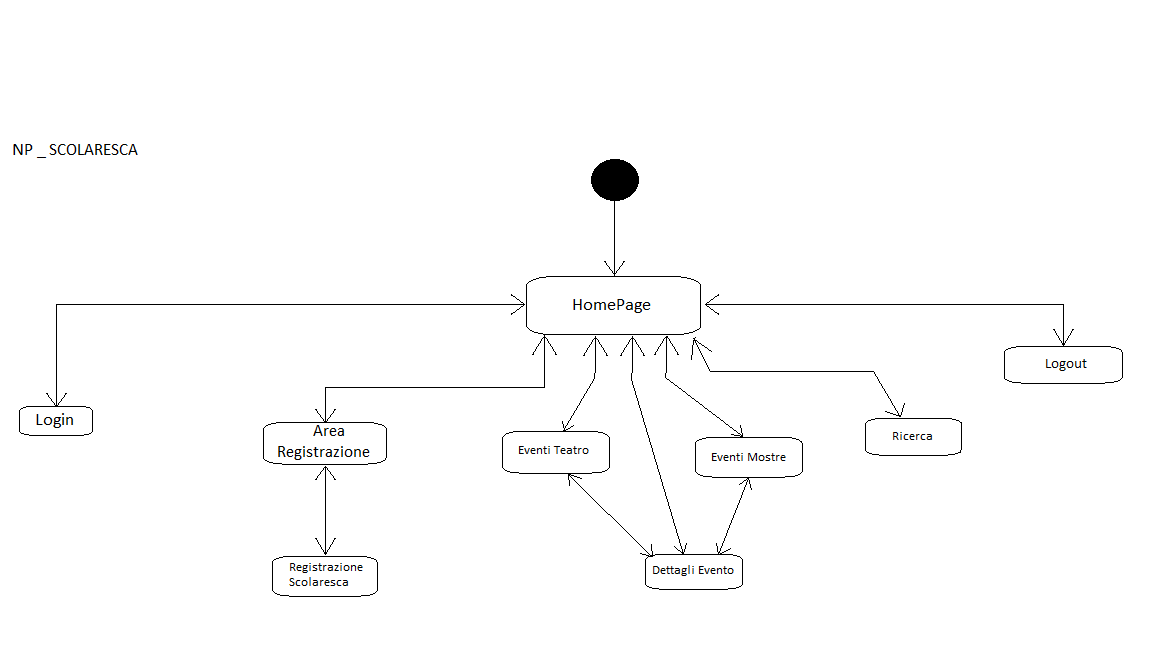 NP _ SCOLARESCA
HomePage
Logout
Login
Area
Registrazione
Eventi Teatro
Eventi Mostre
Ricerca
Registrazione
Scolaresca
Dettagli Evento